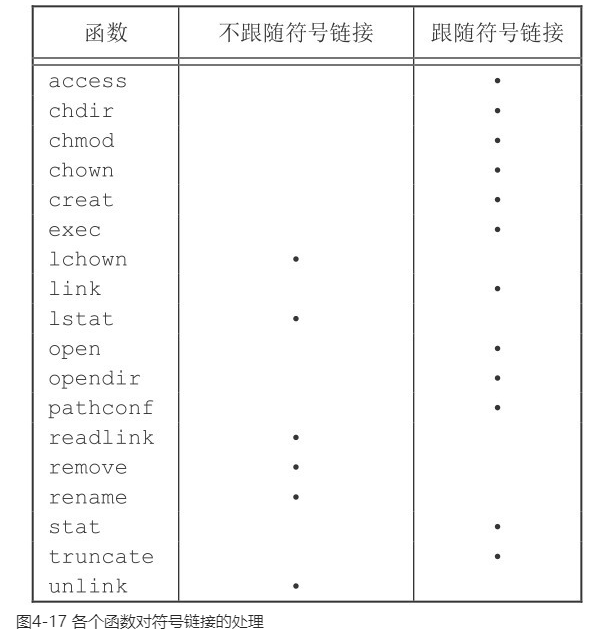 函数 不跟随符号链接 跟随符号链接
access •
chdir •
chmod •
chown •
creat •
exec •
lchown •
link •
lstat •
open •
opendir •
pathconf •
readlink •
remove •
rename •
stat •
truncate •
unlink •
图4-17 各个函数对符号链接的处理